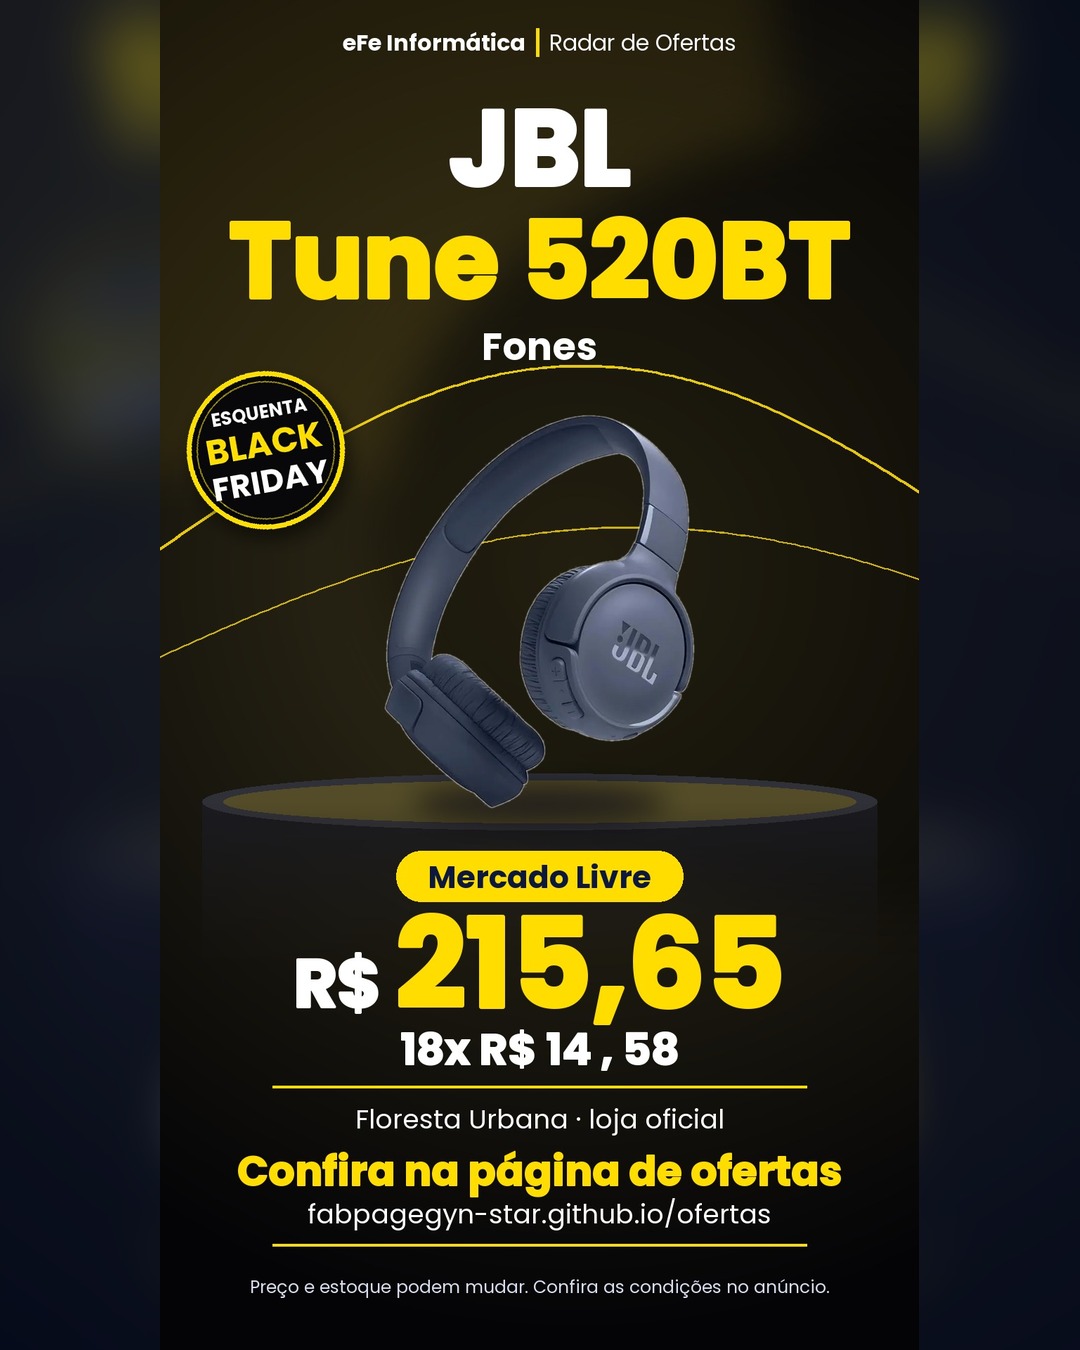 eFe Informática | Radar de Ofertas
JBL
Tune 520BT
Fones
ESQUENTA
BLACK
FRIDAY
JBL
Mercado Livre
R$ 215,65
18x R$ 14 , 58
Floresta Urbana · loja oficial
Confira na página de ofertas
fabpagegyn-star.github.io/ofertas
Preço e estoque podem mudar. Confira as condições no anúncio.